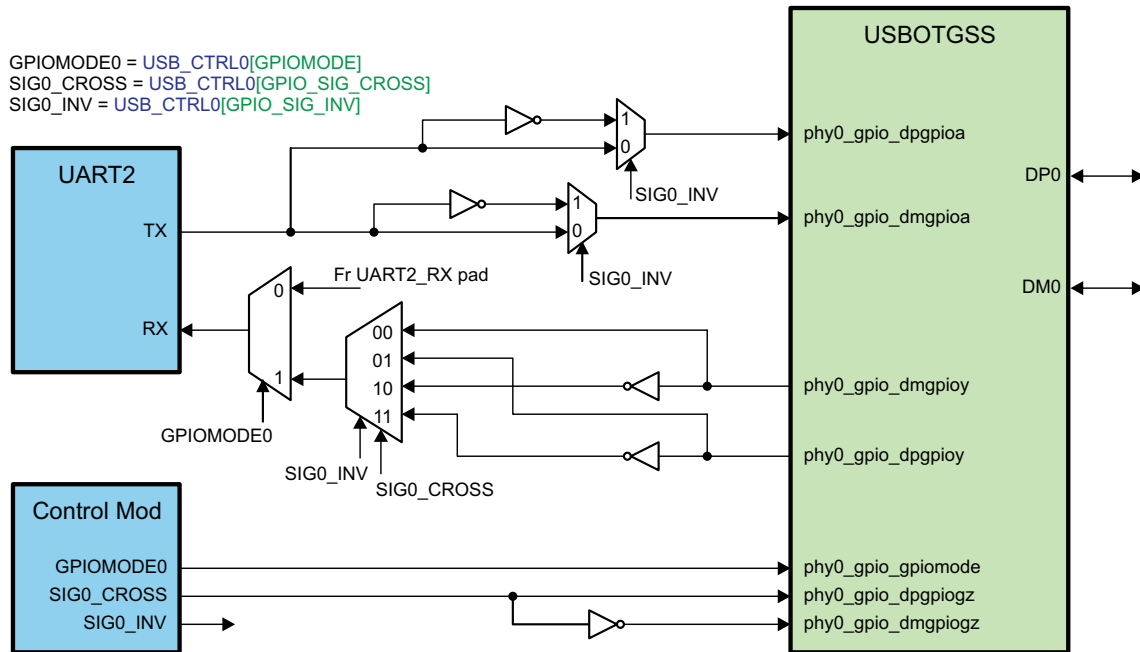 GPIOMODE0 = USB_CTRL0[GPIOMODE]
SIG0_CROSS = USB_CTRL0[GPIO_SIG_CROSS]
SIG0_INV = USB_CTRL0[GPIO_SIG_INV]
USBOTGSS
UART2
TX
RX
1
0
SIG0_INV
phy0_gpio_dpgpioa
DP0
1
0
SIG0_INV
phy0_gpio_dmgpioa
DM0
Fr UART2_RX pad
0
1
GPIOMODE0
00
01
10
11
SIG0_INV
SIG0_CROSS
phy0_gpio_dmgpioy
phy0_gpio_dpgpioy
Control Mod
GPIOMODE0
SIG0_CROSS
SIG0_INV
phy0_gpio_gpiomode
phy0_gpio_dpgpiogz
phy0_gpio_dmgpiogz